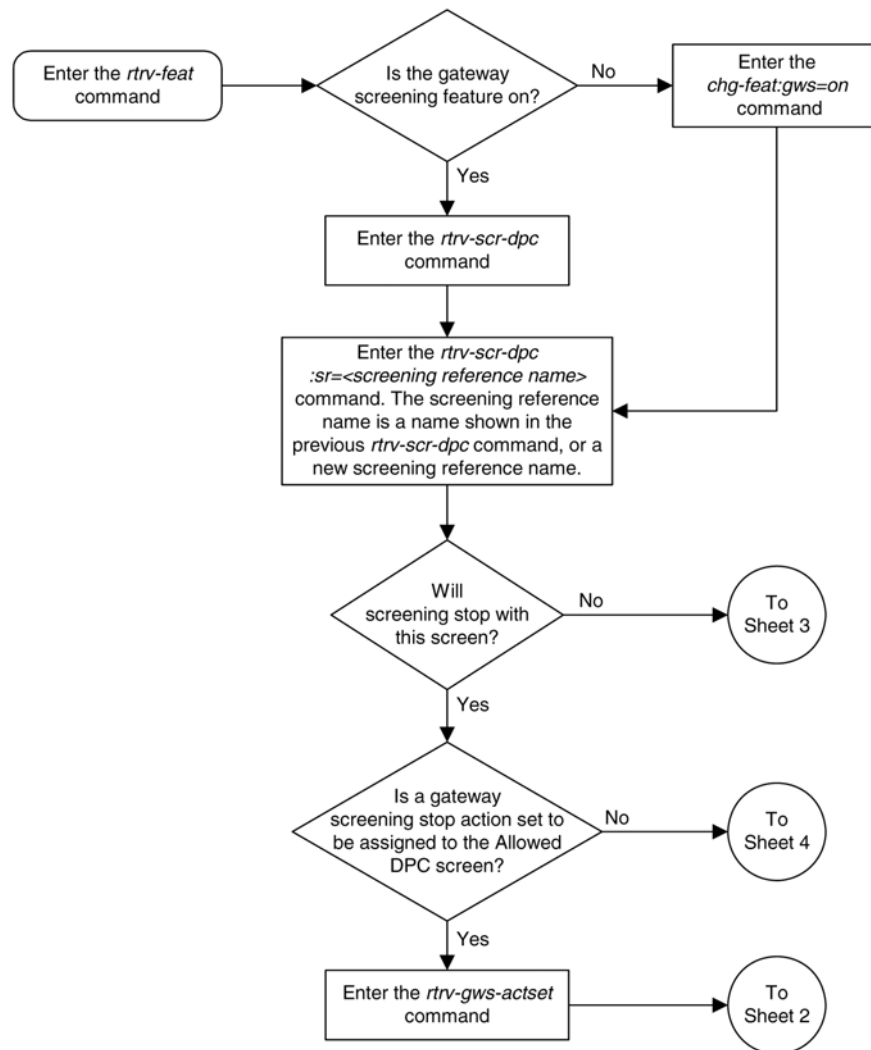 Enter the rtrv-feat
command
Is the gateway
screening feature on?
No
Enter the
chg-feat:gws=on
command
Yes
Enter the rtrv-scr-dpc
command
Enter the rtrv-scr-dpc
:sr=<screening reference name>
command. The screening reference
name is a name shown in the
previous rtrv-scr-dpc command, or a
new screening reference name.
Will
screening stop with
this screen?
No
To
Sheet 3
Yes
Is a gateway
screening stop action set to
be assigned to the Allowed
DPC screen?
No
To
Sheet 4
Yes
Enter the rtrv-gws-actset
command
To
Sheet 2